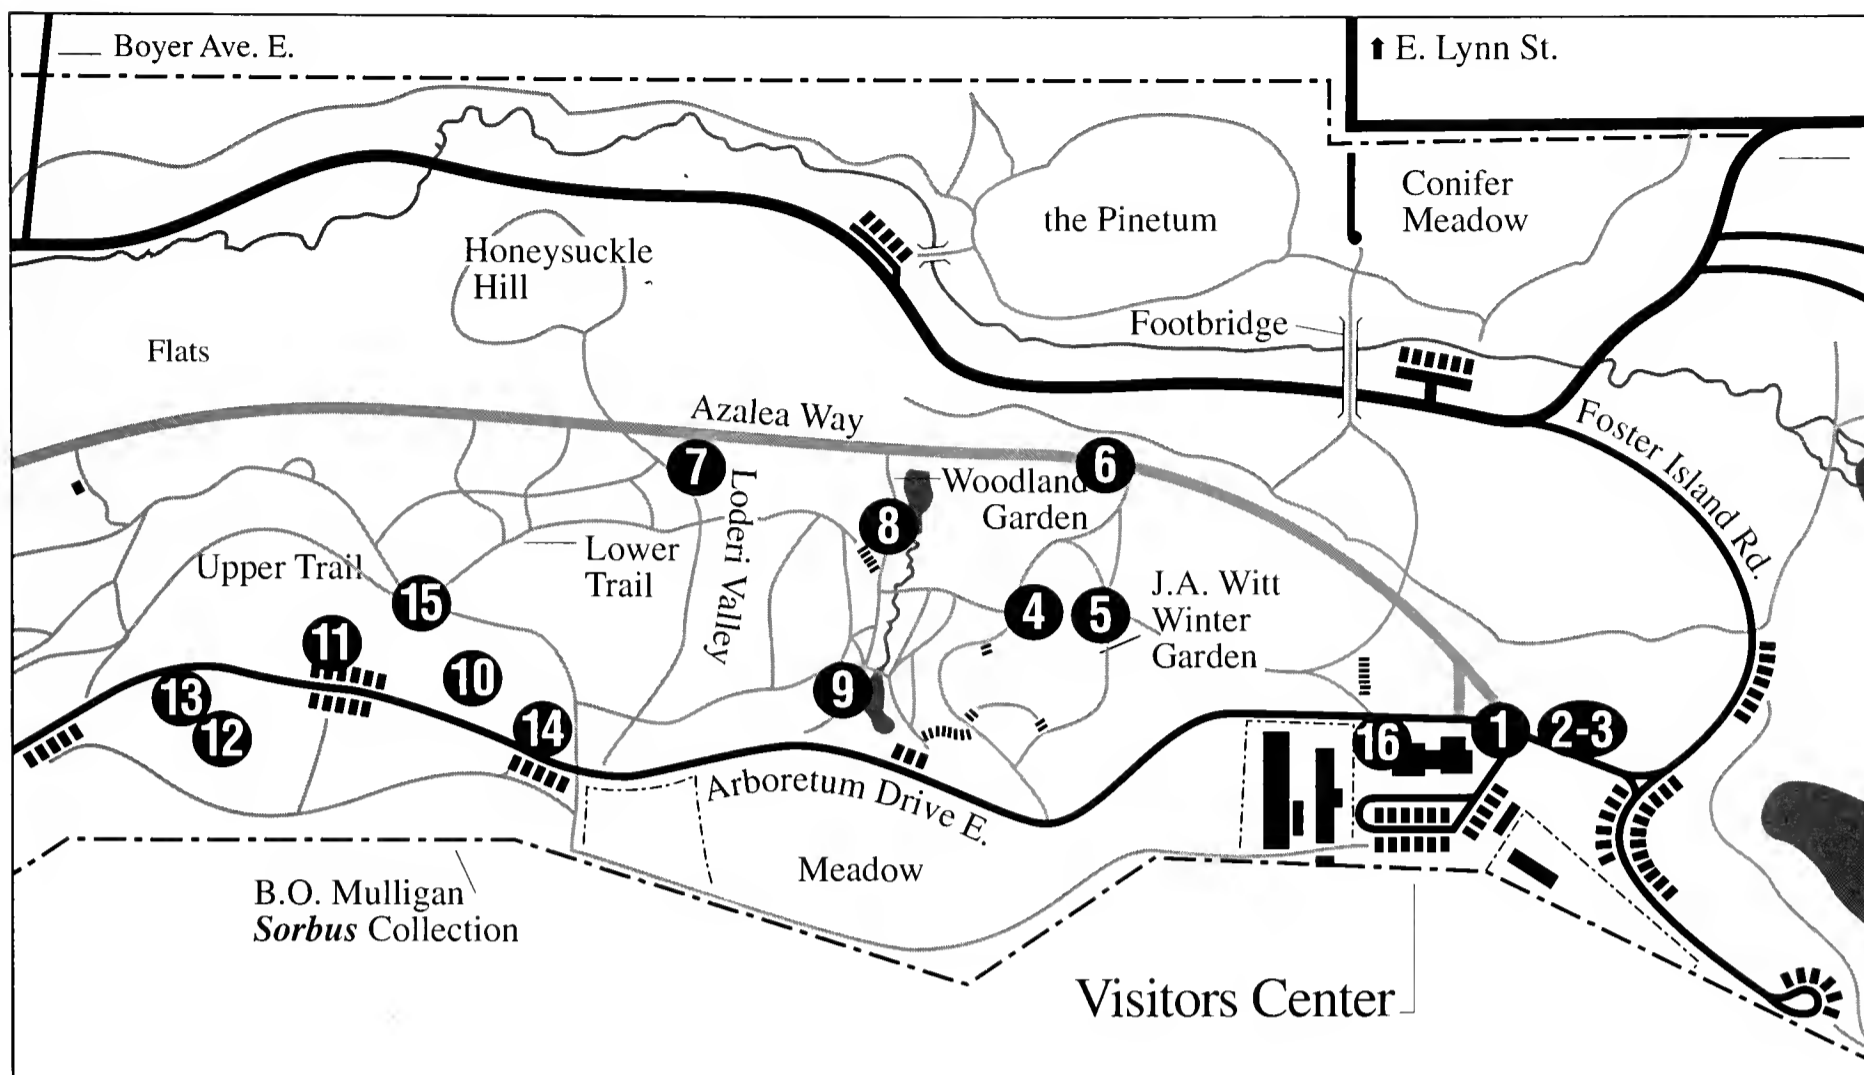 Boyer Ave. E.
E. Lynn St.
Conifer
Meadow
the Pinetum
Honeysuckle
Hill
Footbridge
Flats
Azalea Way
Foster Island Rd.
7
6
Woodland
Garden
8
Loderi Valley
Lower
Trail
Upper Trail
15
4
5
J.A. Witt
Winter
Garden
11
10
9
13
12
14
1
2-3
16
Arboretum Drive E.
Meadow
B.O. Mulligan
Sorbus Collection
Visitors Center